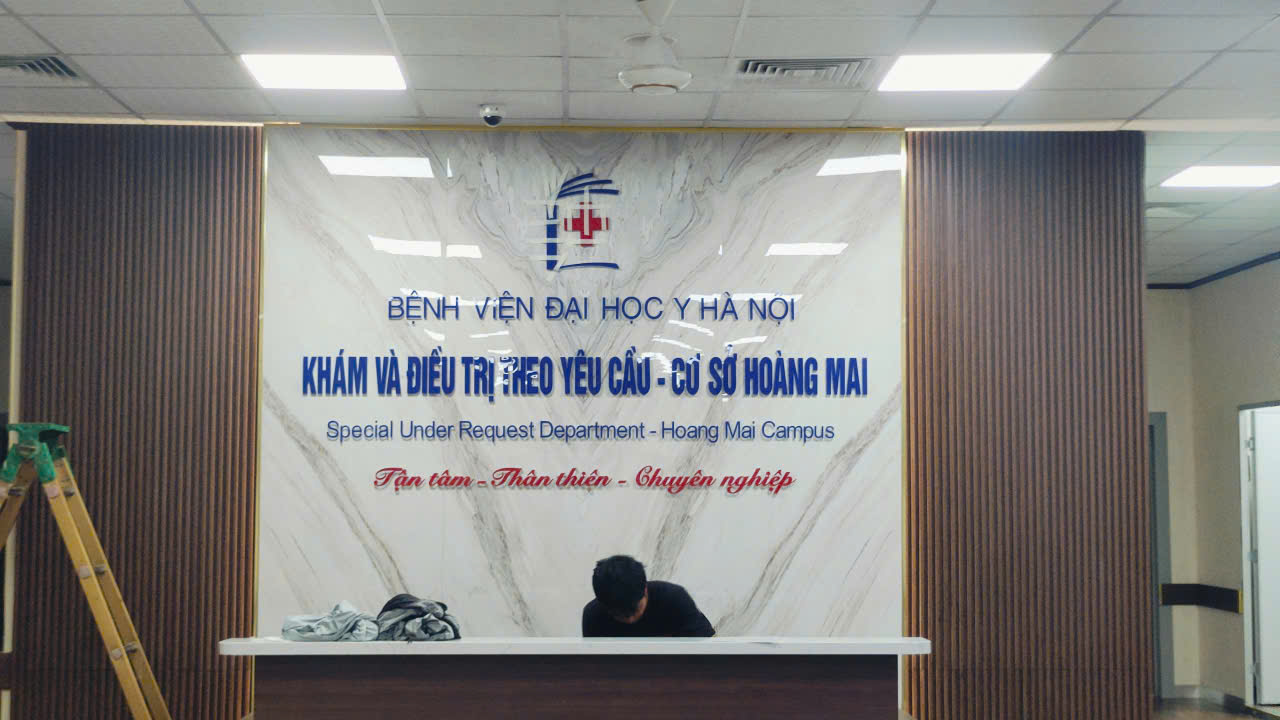 BỆNH VIỆN ĐẠI HỌC Y HÀ NỘI
KHÁM VÀ ĐIỀU TRỊ THEO YÊU CẦU - CƠ SỞ HOÀNG MAI
Special Under Request Department - Hoang Mai Campus
Tận tâm - Thân thiện - Chuyên nghiệp